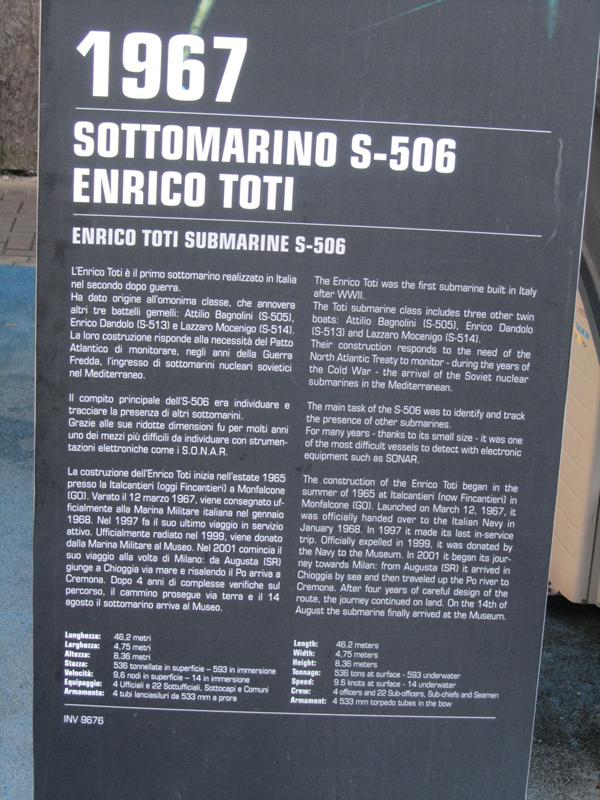 1967
SOTTOMARINO S-506
ENRICO TOTI
ENRICO TOTI SUBMARINE S-506
L'Enrico Toti è il primo sottomarino realizzato in Italia
nel secondo dopo guerra.
Ha dato origine all'omonima classe, che annovera
altri tre battelli gemelli: Attilio Bagnolini (S-505),
Enrico Dandolo (S-513) e Lazzaro Mocenigo (S-514).
La loro costruzione risponde alla necessità del Patto
Atlantico di monitorare, negli anni della Guerra
Fredda, l'ingresso di sottomarini nucleari sovietici
nel Mediterraneo.
Il compito principale dell'S-506 era individuare e
tracciare la presenza di altri sottomarini.
Grazie alle sue ridotte dimensioni fu per molti anni
uno dei mezzi più difficili da individuare con strumen-
tazioni elettroniche come i S.O.N.A.R.
La costruzione dell'Enrico Toti inizia nell'estate 1965
presso la Italcantieri (oggi Fincantieri) a Monfalcone
(GO). Varato il 12 marzo 1967, viene consegnato uf-
ficialmente alla Marina Militare italiana nel gennaio
1968. Nel 1997 fa il suo ultimo viaggio in servizio
attivo. Ufficialmente radiato nel 1999, viene donato
dalla Marina Militare al Museo. Nel 2001 comincia il
suo viaggio alla volta di Milano: da Augusta (SR)
giunge a Chioggia via mare e risalendo il Po arriva a
Cremona. Dopo 4 anni di complesse verifiche sul
percorso, il cammino prosegue via terra e il 14
agosto il sottomarino arriva al Museo.
Lunghezza: 46,2 metri
Larghezza: 4,75 metri
Altezza: 8,36 metri
Stazza: 536 tonnellate in superficie – 593 in immersione
Velocità: 9.6 nodi in superficie – 14 in immersione
Equipaggio: 4 Ufficiali e 22 Sottufficiali, Sottocapi e Comuni
Armamento: 4 tubi lanciasiluri da 533 mm a prore
INV 9676
The Enrico Toti was the first submarine built in Italy
after WWII.
The Toti submarine class includes three other twin
boats: Attilio Bagnolini (S-505), Enrico Dandolo
(S-513) and Lazzaro Mocenigo (S-514).
Their construction responds to the need of the
North Atlantic Treaty to monitor - during the years of
the Cold War - the arrival of the Soviet nuclear
submarines in the Mediterranean.
The main task of the S-506 was to identify and track
the presence of other submarines.
For many years - thanks to its small size - it was one
of the most difficult vessels to detect with electronic
equipment such as SONAR.
The construction of the Enrico Toti began in the
summer of 1965 at Italcantieri (now Fincantieri) in
Monfalcone (GO). Launched on March 12, 1967, it
was officially handed over to the Italian Navy in
January 1968. In 1997 it made its last in-service
trip. Officially expelled in 1999, it was donated by
the Navy to the Museum. In 2001 it began its jour-
ney towards Milan: from Augusta (SR) it arrived in
Chioggia by sea and then traveled up the Po river to
Cremona. After four years of careful design of the
route, the journey continued on land. On the 14th of
August the submarine finally arrived at the Museum.
Length: 46,2 meters
Width: 4,75 meters
Height: 8.36 meters
Tonnage: 536 tons at surface - 593 underwater
Speed: 9.6 knots at surface - 14 underwater
Crew: 4 officers and 22 Sub-officers, Sub-chiefs and Seamen
Armament: 4 533 mm torpedo tubes in the bow